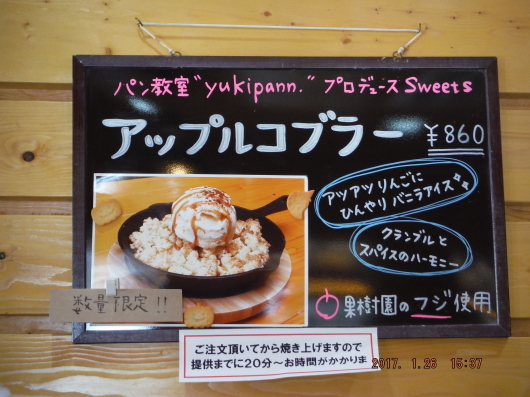 パン教室"yukipann."プロデュースSweets
アップルコブラー ¥860
アツアツりんごに
ひんやりバニラアイス
クランブルと
スパイスのハーモニー
数量限定!!
果樹園のフジ使用
ご注文頂いてから焼き上げますので
提供までに20分～お時間がかかりま
2017. 1.26 15:37